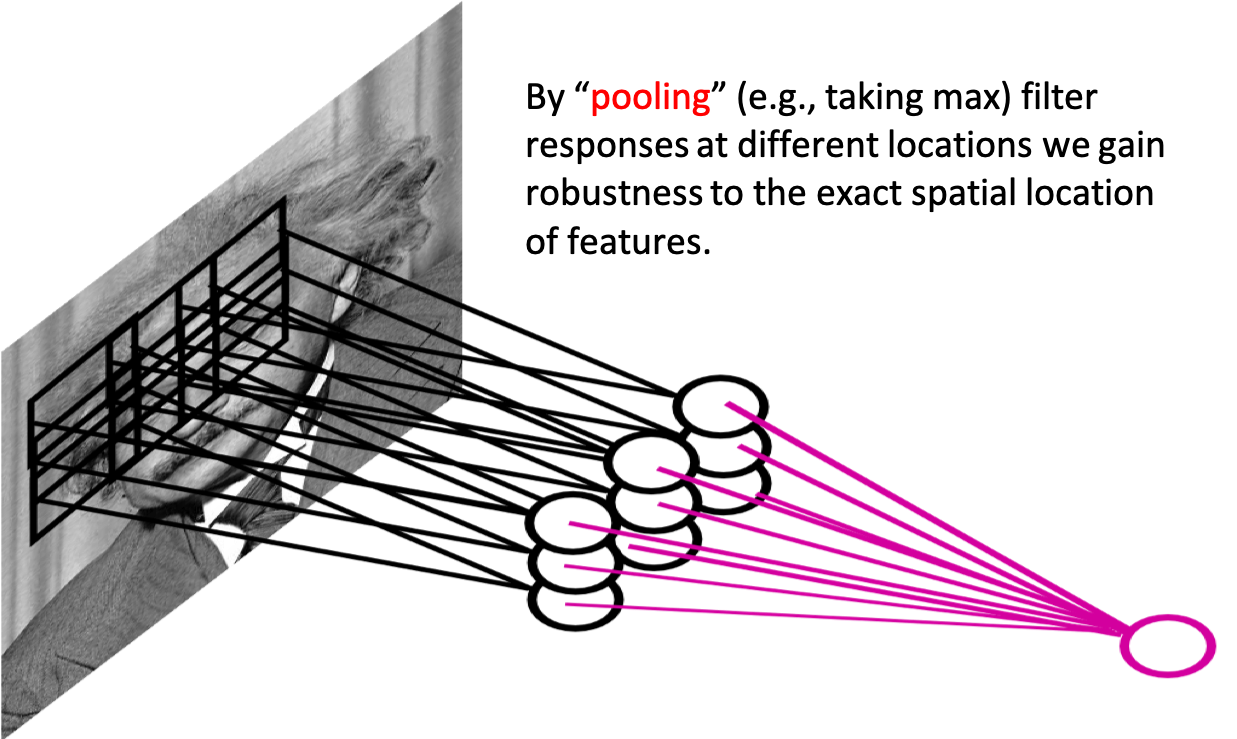 By “pooling” (e.g., taking max) filter
responses at different locations we gain
robustness to the exact spatial location
of features.